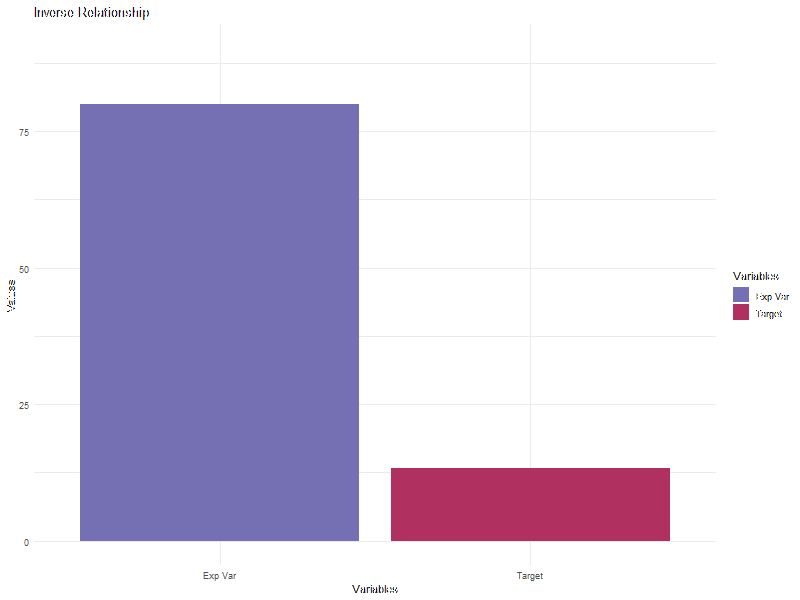 Inverse Relationship
75
50
25
0
Values
Exp Var
Target
Variables
Variables
Exp Var
Target